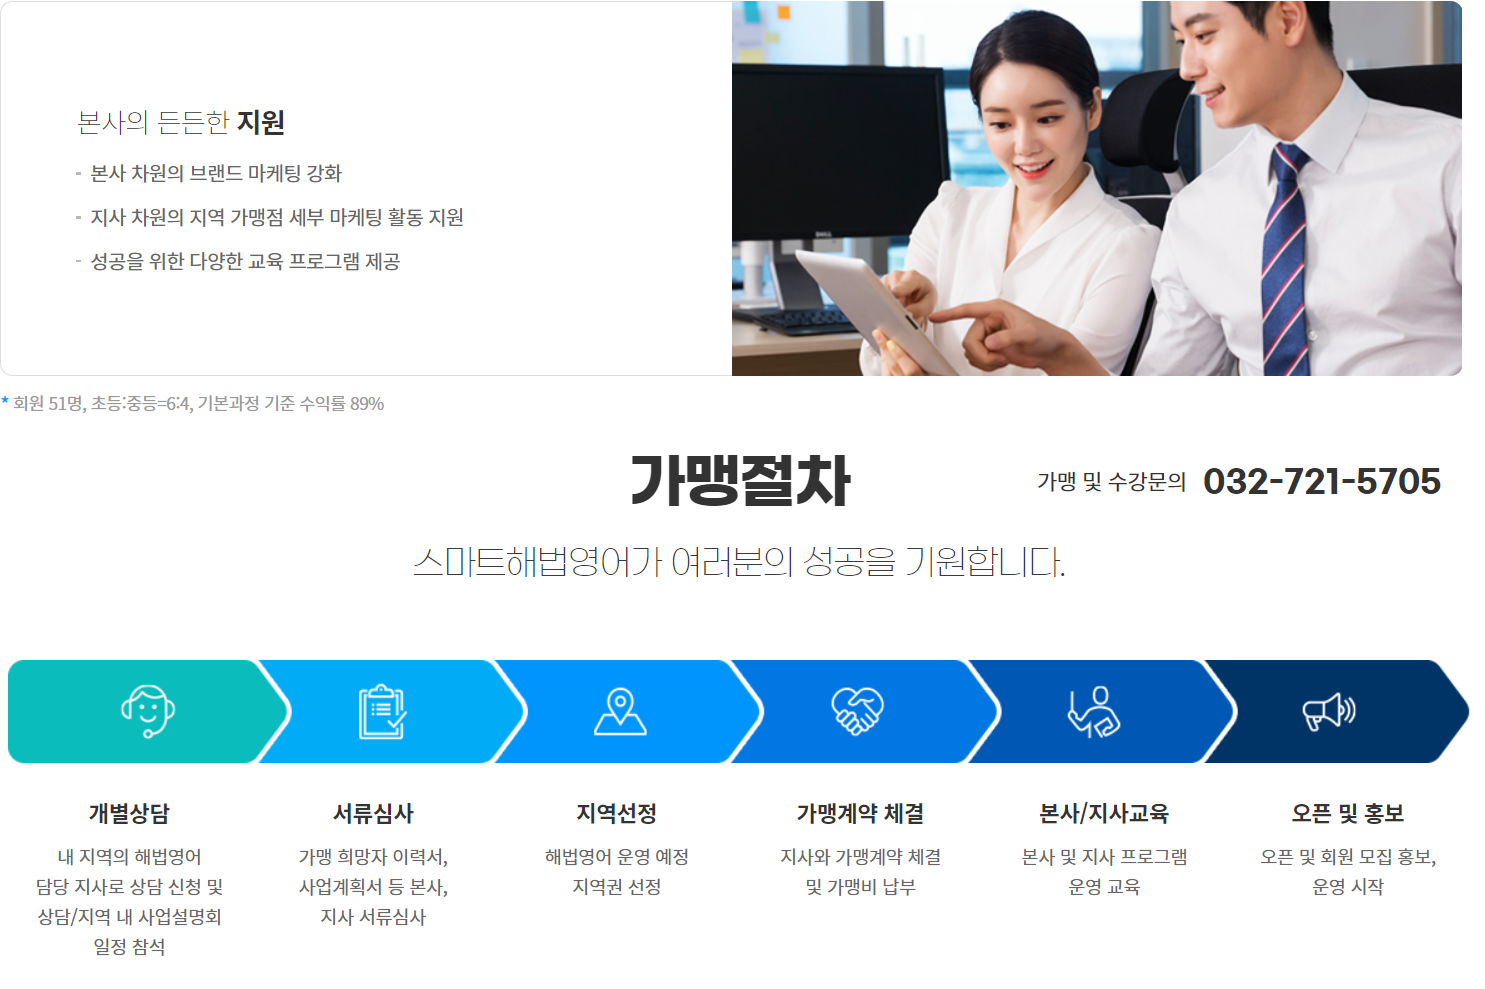 본사의 든든한 지원
- 본사 차원의 브랜드 마케팅 강화
- 지사 차원의 지역 가맹점 세부 마케팅 활동 지원
- 성공을 위한 다양한 교육 프로그램 제공
DELL
* 회원 51명, 초등:중등=6:4, 기본과정 기준 수익률 89%
가맹절차
가맹 및 수강문의 032-721-5705
스마트해법영어가 여러분의 성공을 기원합니다.
개별상담
내 지역의 해법영어
담당 지사로 상담 신청 및
상담/지역 내 사업설명회
일정 참석
서류심사
가맹 희망자 이력서,
사업계획서 등 본사,
지사 서류심사
지역선정
해법영어 운영 예정
지역권 선정
가맹계약 체결
지사와 가맹계약 체결
및 가맹비 납부
본사/지사교육
본사 및 지사 프로그램
운영 교육
오픈 및 홍보
오픈 및 회원 모집 홍보,
운영 시작